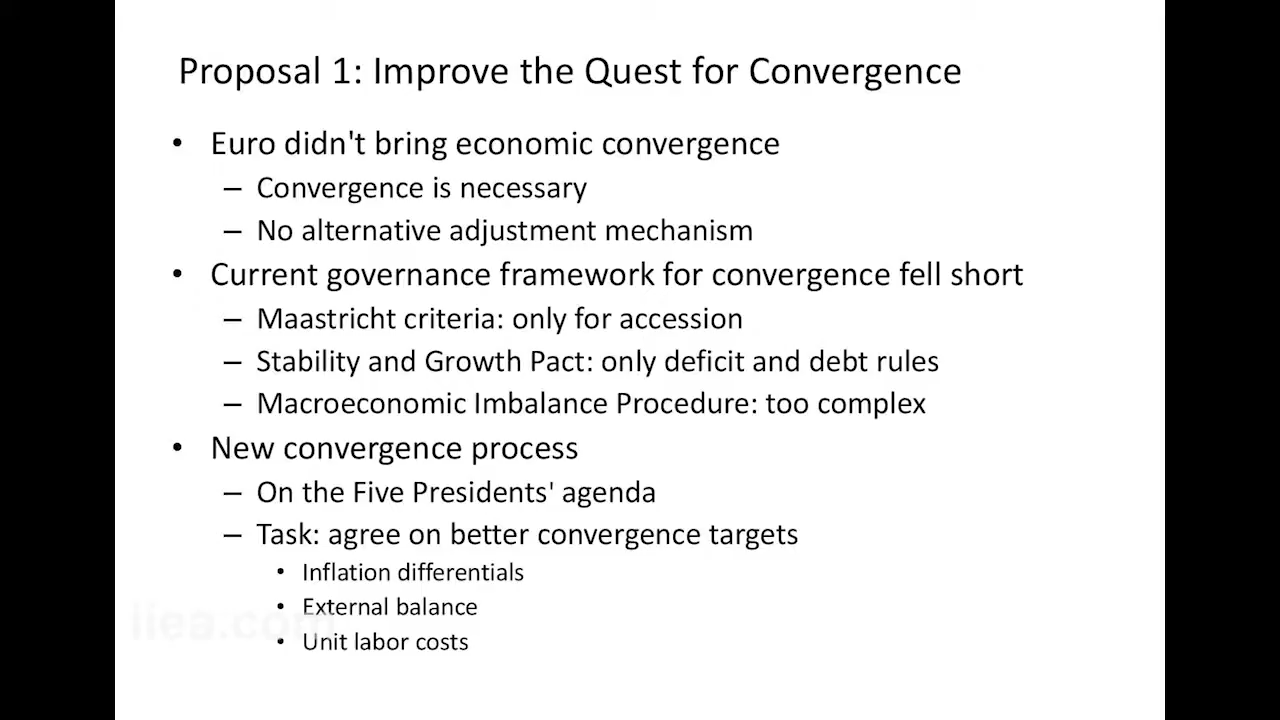 Proposal 1: Improve the Quest for Convergence
• Euro didn't bring economic convergence
– Convergence is necessary
– No alternative adjustment mechanism
• Current governance framework for convergence fell short
– Maastricht criteria: only for accession
– Stability and Growth Pact: only deficit and debt rules
– Macroeconomic Imbalance Procedure: too complex
• New convergence process
– On the Five Presidents' agenda
– Task: agree on better convergence targets
• Inflation differentials
• External balance
• Unit labor costs
iiea.com